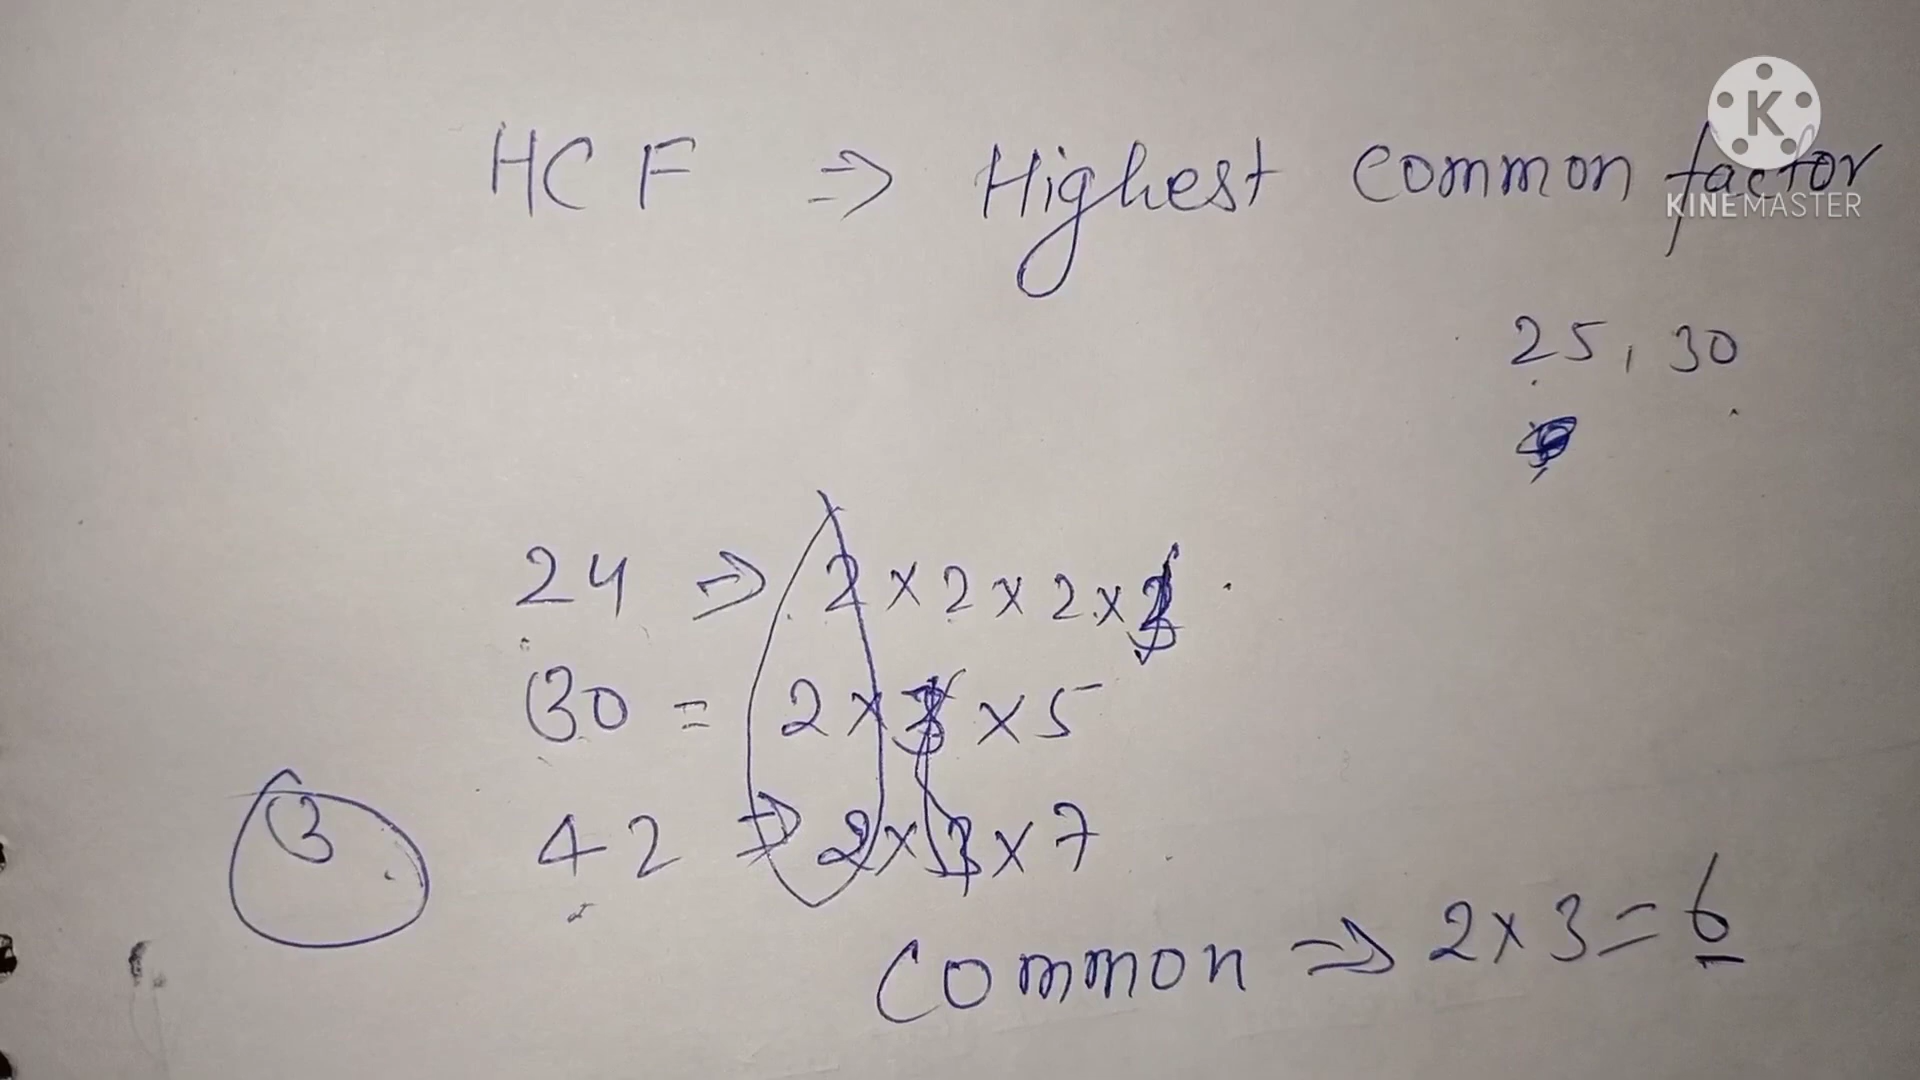 HCF ⇒ Highest common factor
K
KINEMASTER
25, 30
24 ⇒ 2 × 2 × 2 × 3
30 = 2 × 3 × 5
3
42 ⇒ 2 × 3 × 7
Common ⇒ 2 × 3 = 6